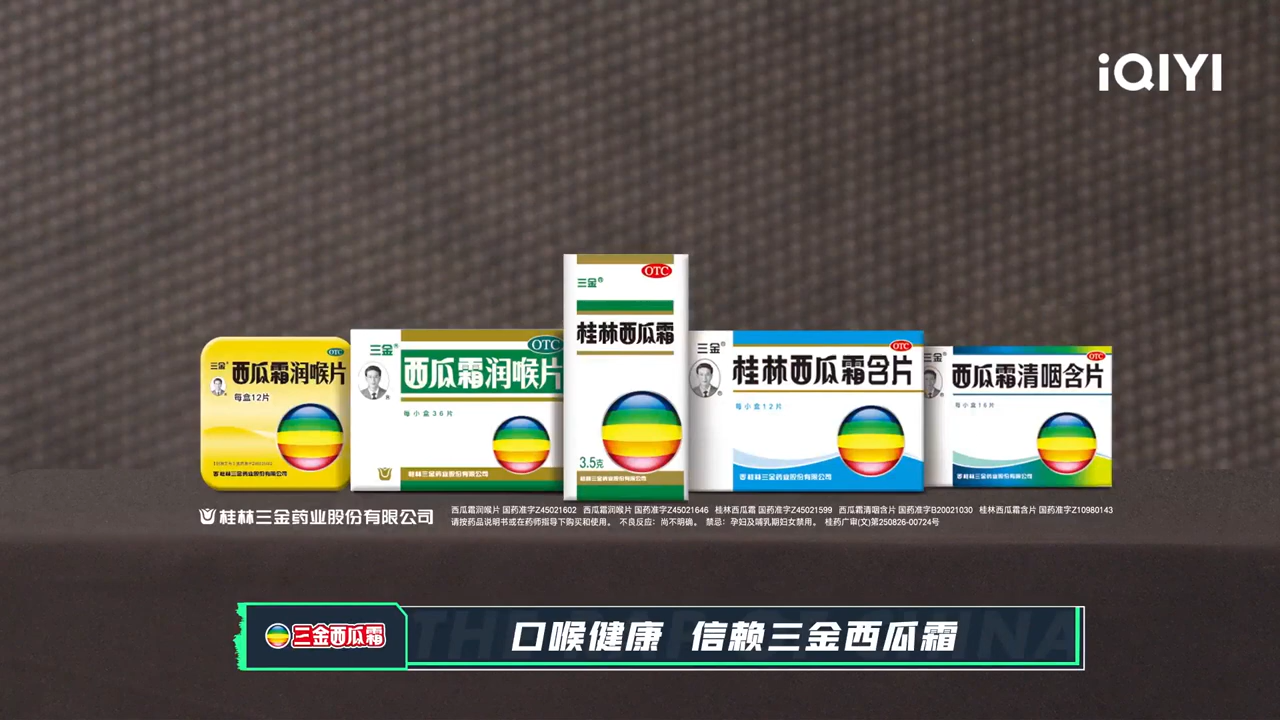 iQIYI
三金
西瓜霜润喉片
OTC
每盒12片
桂林三金药业股份有限公司
三金
西瓜霜润喉片
OTC
每小盒36片
桂林三金药业股份有限公司
OTC
三金
桂林西瓜霜
3.5克
桂林三金药业股份有限公司
三金
桂林西瓜霜含片
OTC
每小盒12片
桂林三金药业股份有限公司
三金
西瓜霜清咽含片
OTC
每小盒16片
桂林三金药业股份有限公司
桂林三金药业股份有限公司
西瓜霜润喉片 国药准字Z45021602 西瓜霜润喉片 国药准字Z45021646 桂林西瓜霜 国药准字Z45021599 西瓜霜清咽含片 国药准字B20021030 桂林西瓜霜含片 国药准字Z10980143
请按药品说明书或在药师指导下购买和使用。 不良反应：尚不明确。 禁忌：孕妇及哺乳期妇女禁用。 桂药广审(文)第250826-00724号
三金西瓜霜
口喉健康 信赖三金西瓜霜